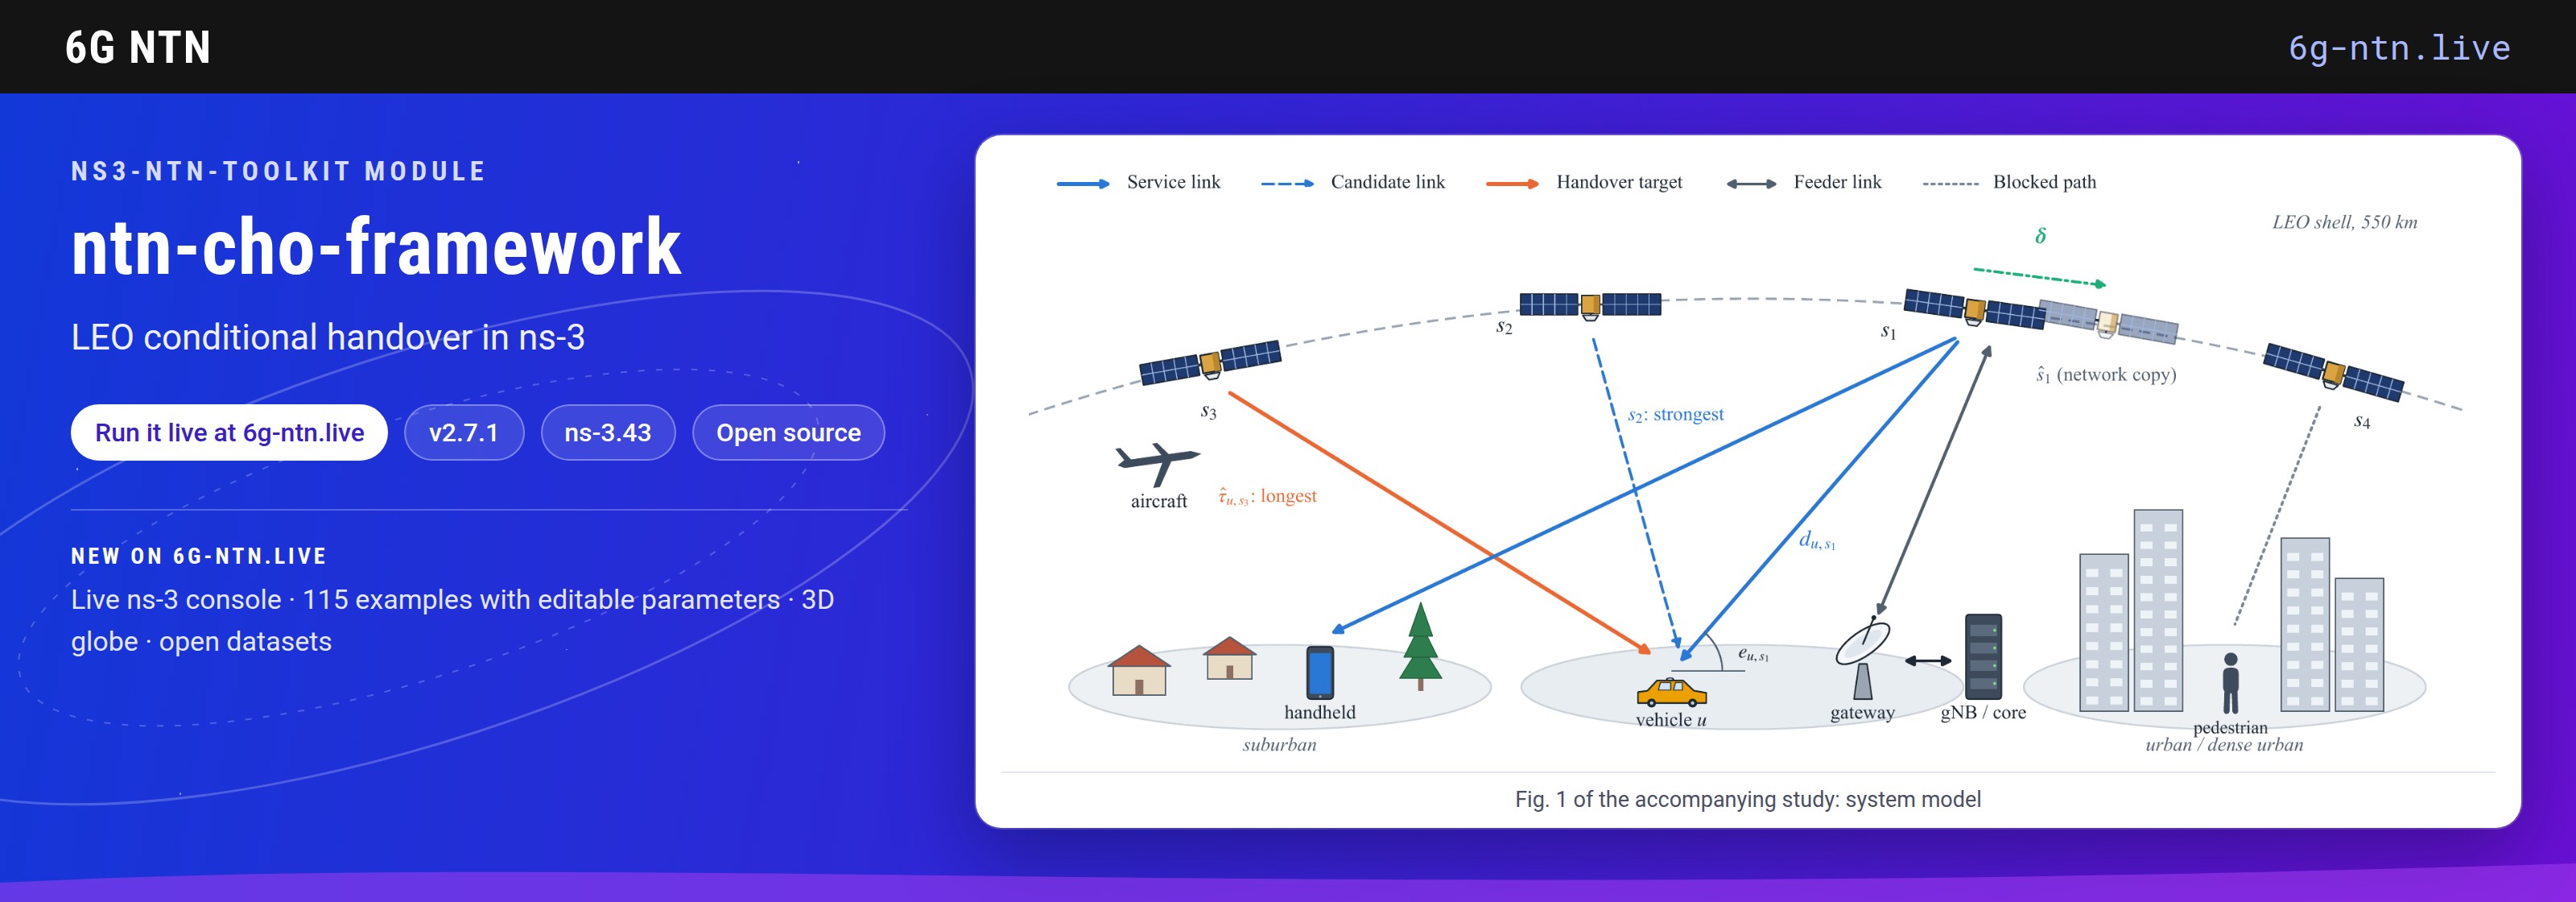 6G NTN
6g-ntn.live
NS3-NTN-TOOLKIT MODULE
ntn-cho-framework
LEO conditional handover in ns-3
Run it live at 6g-ntn.live
v2.7.1
ns-3.43
Open source
NEW ON 6G-NTN.LIVE
Live ns-3 console · 115 examples with editable parameters · 3D
globe · open datasets
Service link
Candidate link
Handover target
Feeder link
Blocked path
LEO shell, 550 km
δ
s₂
s₁
ŝ₁ (network copy)
s₃
s₄
s₂: strongest
aircraft
τ̂u,s₃: longest
du,s₁
eu,s₁
handheld
vehicle u
gateway
gNB / core
pedestrian
suburban
urban / dense urban
Fig. 1 of the accompanying study: system model